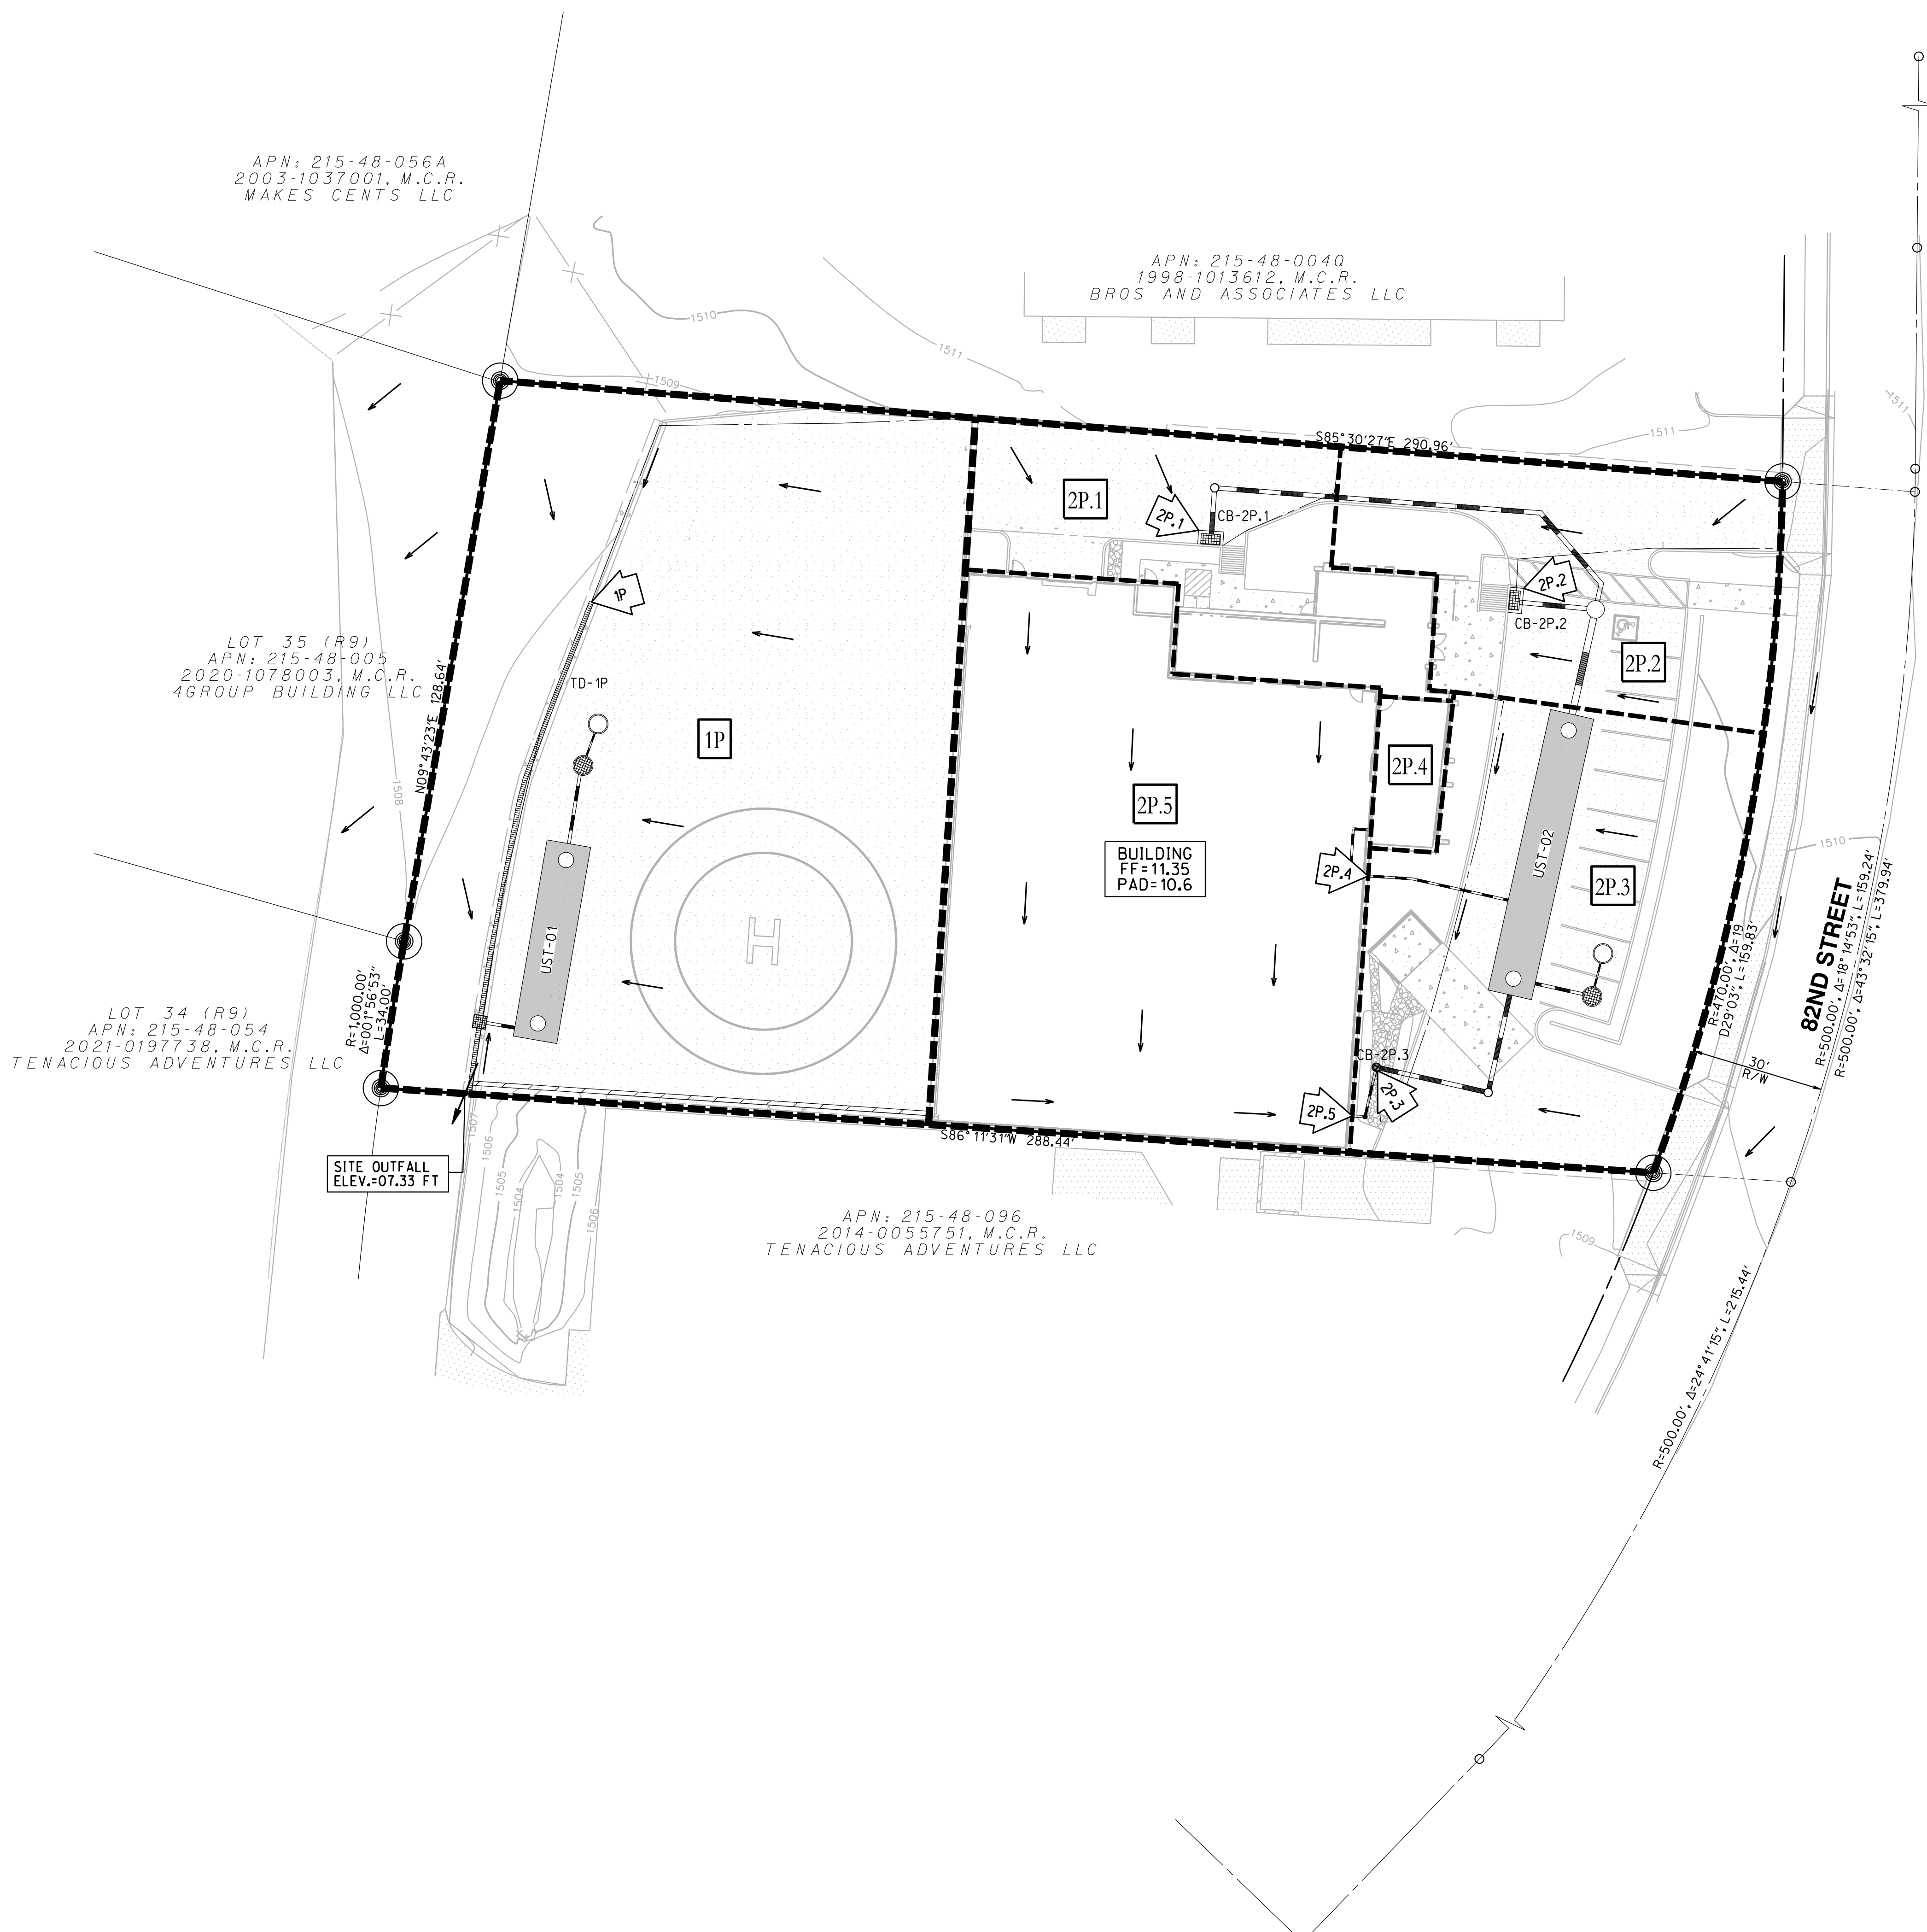 APN: 215-48-056A
2003-1037001, M.C.R.
MAKES CENTS LLC
APN: 215-48-004Q
1998-1013612, M.C.R.
BROS AND ASSOCIATES LLC
1510
1511
1509
1511
1511
S85°30'27"E 290.96'
2P.1
2P.1
CB-2P.1
2P.2
CB-2P.2
2P.2
1P
TD-1P
1P
LOT 35 (R9)
APN: 215-48-005
2020-1078003, M.C.R.
4GROUP BUILDING LLC
N09°43'23"E 128.64'
1508
2P.4
2P.5
BUILDING
FF=11.35
PAD=10.6
2P.4
UST-02
2P.3
1510
82ND STREET
R=500.00', Δ=18°14'53", L=159.24'
R=500.00', Δ=43°32'15", L=379.94'
R=470.00', Δ=19
D29'03", L=159.83'
30'
R/W
UST-01
H
R=1,000.00'
Δ=001°56'53"
L=34.00'
LOT 34 (R9)
APN: 215-48-054
2021-0197738, M.C.R.
TENACIOUS ADVENTURES LLC
CB-2P.3
2P.3
2P.5
S86°11'31"W 288.44'
SITE OUTFALL
ELEV.=07.33 FT
1507
1506
1505
1504
1504
1505
1506
APN: 215-48-096
2014-0055751, M.C.R.
TENACIOUS ADVENTURES LLC
1509
R=500.00', Δ=24°41'15", L=215.44'